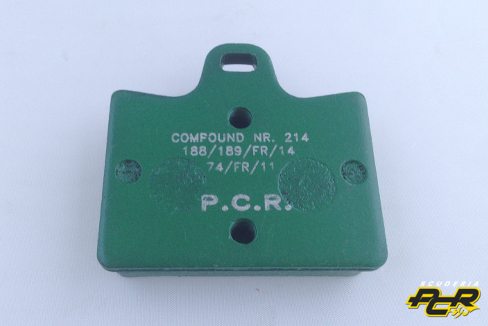 COMPOUND NR. 214
188/189/FR/14
74/FR/11
P.C.R.
SCUDERIA
PCR